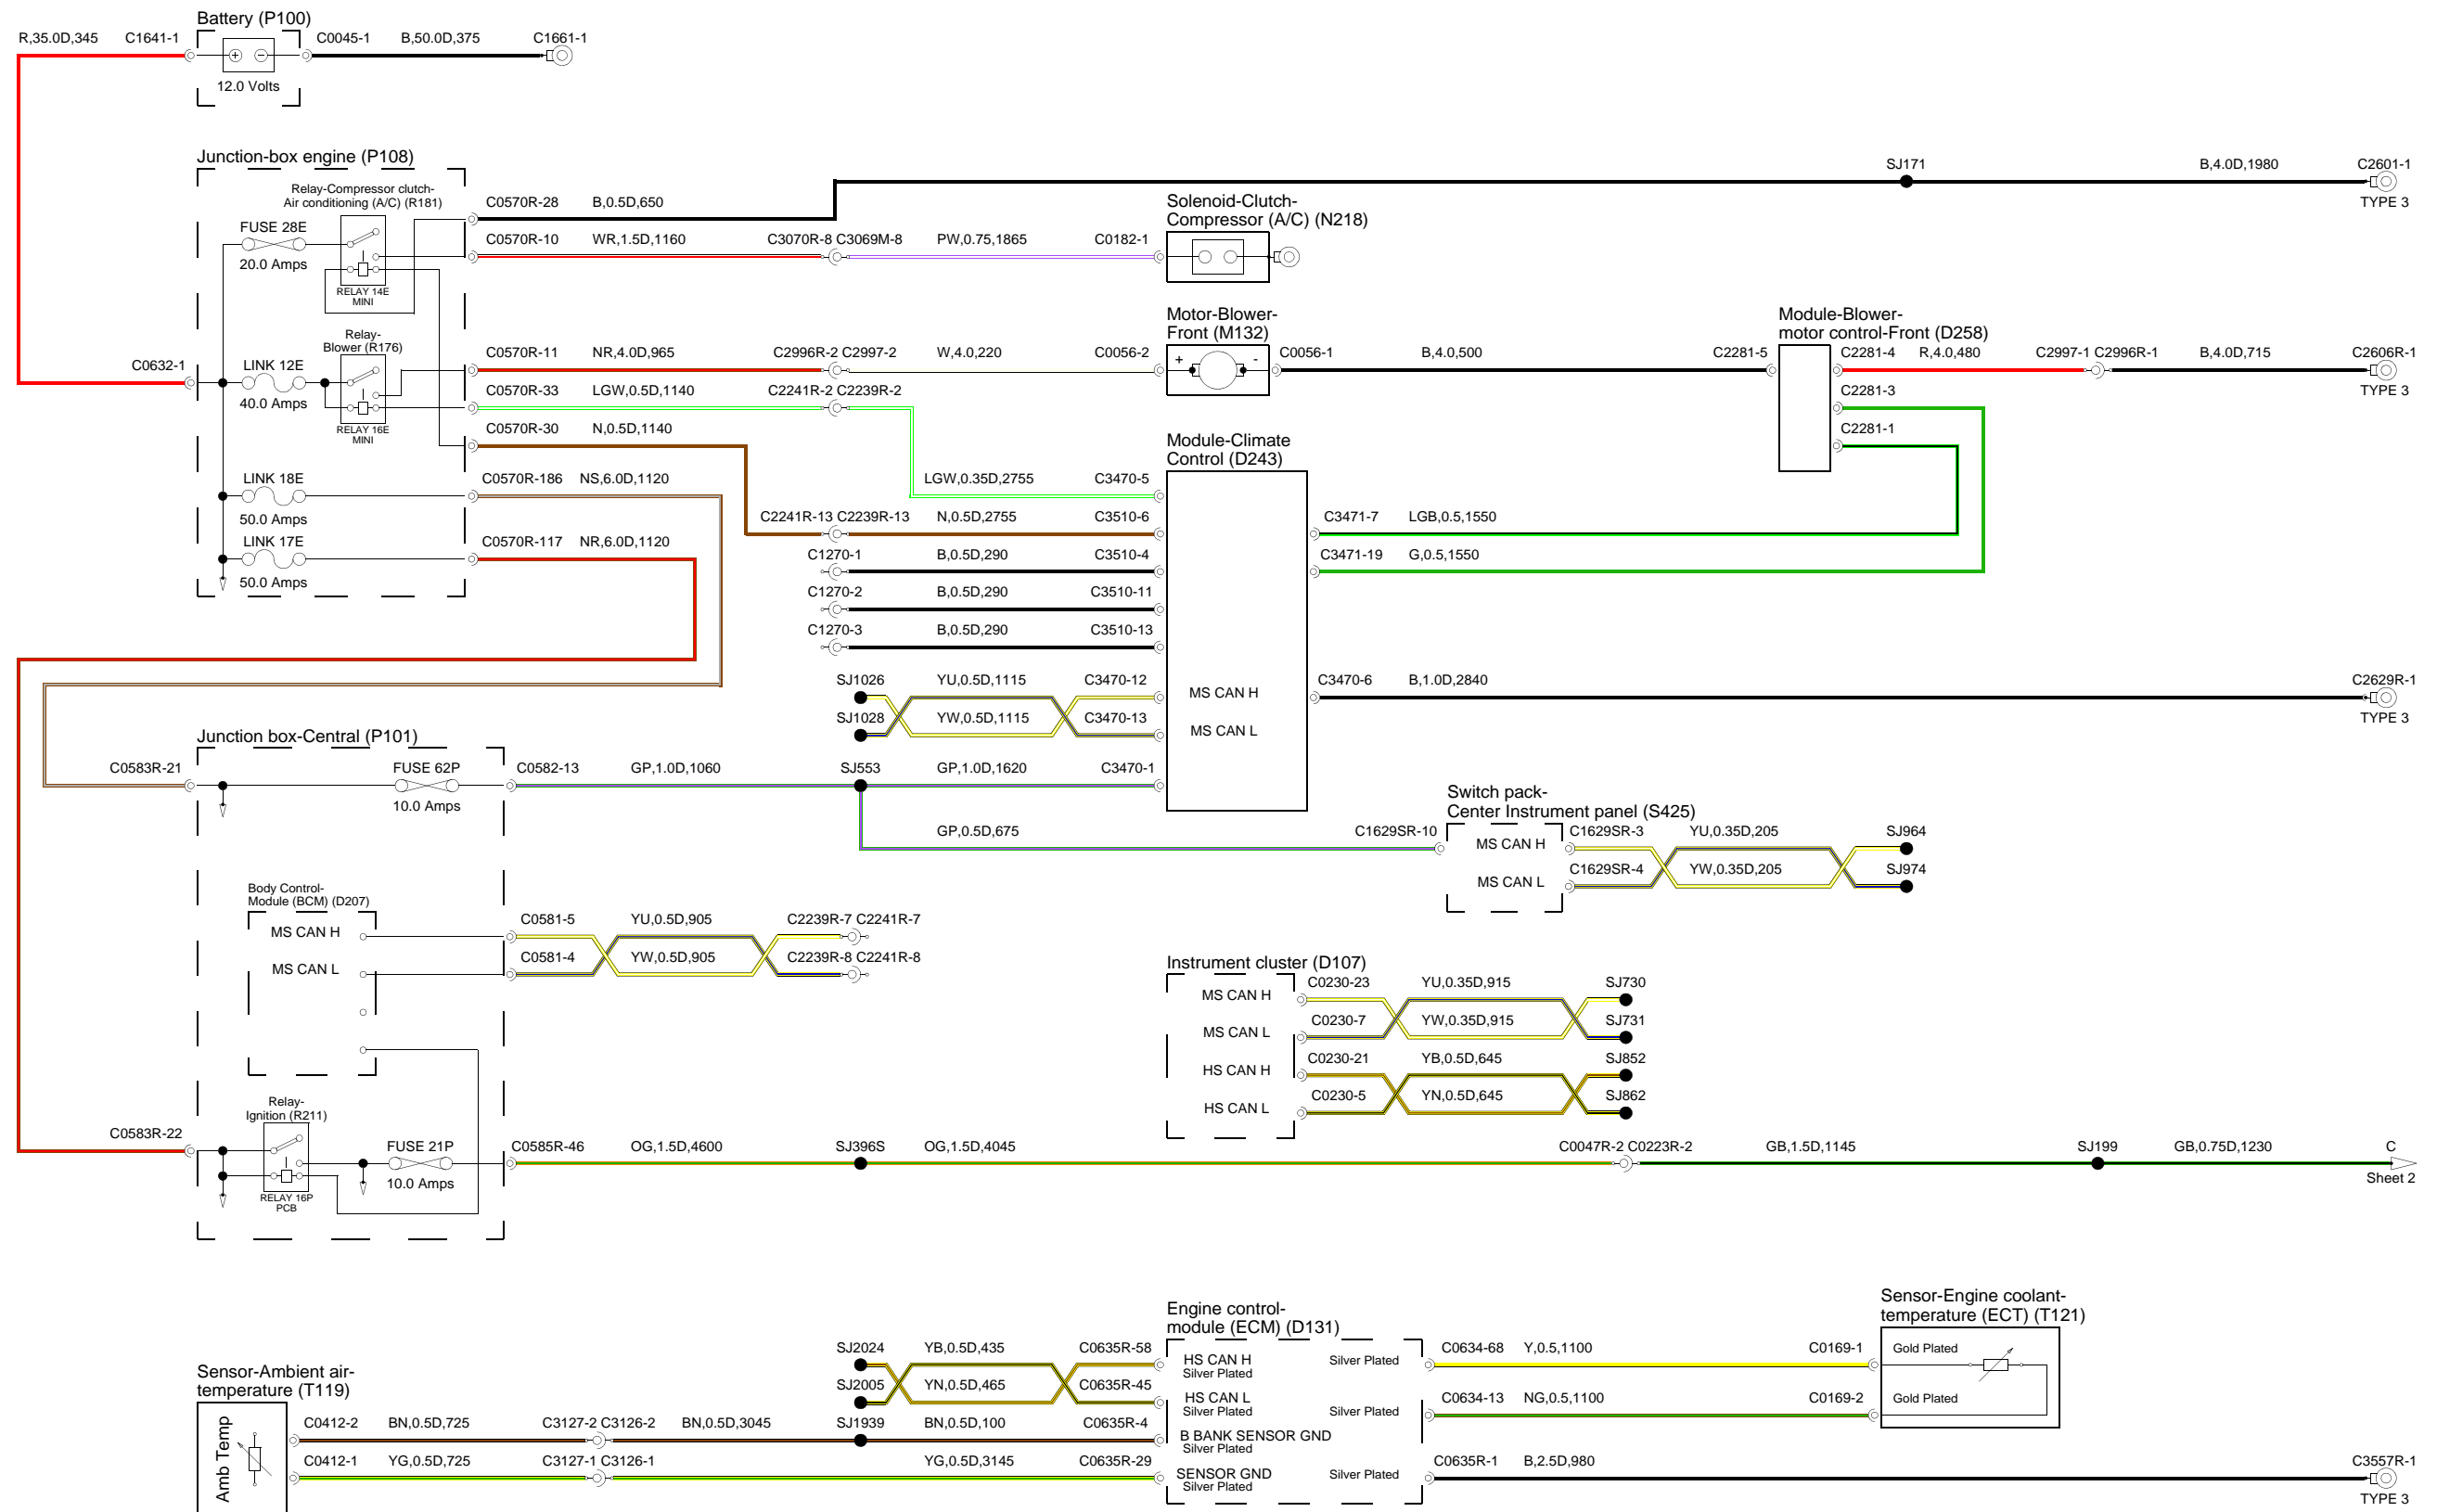 Battery (P100)
R,35.0D,345 C1641-1 C0045-1 B,50.0D,375 C1661-1
12.0 Volts
Junction-box engine (P108)
SJ171 B,4.0D,1980 C2601-1
TYPE 3
Relay-Compressor clutch-
Air conditioning (A/C) (R181)
C0570R-28 B,0.5D,650
Solenoid-Clutch-
Compressor (A/C) (N218)
FUSE 28E
20.0 Amps
C0570R-10 WR,1.5D,1160 C3070R-8 C3069M-8 PW,0.75,1865 C0182-1
RELAY 14E
MINI
Relay-
Blower (R176)
Motor-Blower-
Front (M132)
Module-Blower-
motor control-Front (D258)
C0632-1 LINK 12E
40.0 Amps
C0570R-11 NR,4.0D,965 C2996R-2 C2997-2 W,4.0,220 C0056-2
+ -
C0056-1 B,4.0,500 C2281-5 C2281-4 R,4.0,480 C2997-1 C2996R-1 B,4.0D,715 C2606R-1
TYPE 3
C0570R-33 LGW,0.5D,1140 C2241R-2 C2239R-2
C2281-3
RELAY 16E
MINI
C0570R-30 N,0.5D,1140
C2281-1
Module-Climate
Control (D243)
LINK 18E
50.0 Amps
C0570R-186 NS,6.0D,1120
LGW,0.35D,2755 C3470-5
C2241R-13 C2239R-13 N,0.5D,2755 C3510-6
C3471-7 LGB,0.5,1550
LINK 17E
50.0 Amps
C0570R-117 NR,6.0D,1120
C1270-1 B,0.5D,290 C3510-4
C3471-19 G,0.5,1550
C1270-2 B,0.5D,290 C3510-11
C1270-3 B,0.5D,290 C3510-13
SJ1026 YU,0.5D,1115 C3470-12 MS CAN H
C3470-6 B,1.0D,2840 C2629R-1
TYPE 3
SJ1028 YW,0.5D,1115 C3470-13 MS CAN L
Junction box-Central (P101)
C0583R-21 FUSE 62P
10.0 Amps
C0582-13 GP,1.0D,1060 SJ553 GP,1.0D,1620 C3470-1
Switch pack-
Center Instrument panel (S425)
GP,0.5D,675 C1629SR-10 MS CAN H C1629SR-3 YU,0.35D,205 SJ964
MS CAN L C1629SR-4 YW,0.35D,205 SJ974
Body Control-
Module (BCM) (D207)
MS CAN H C0581-5 YU,0.5D,905 C2239R-7 C2241R-7
MS CAN L C0581-4 YW,0.5D,905 C2239R-8 C2241R-8
Instrument cluster (D107)
MS CAN H C0230-23 YU,0.35D,915 SJ730
MS CAN L C0230-7 YW,0.35D,915 SJ731
HS CAN H C0230-21 YB,0.5D,645 SJ852
HS CAN L C0230-5 YN,0.5D,645 SJ862
Relay-
Ignition (R211)
C0583R-22 FUSE 21P
10.0 Amps
RELAY 16P
PCB
C0585R-46 OG,1.5D,4600 SJ396S OG,1.5D,4045 C0047R-2 C0223R-2 GB,1.5D,1145 SJ199 GB,0.75D,1230 C
Sheet 2
Engine control-
module (ECM) (D131)
Sensor-Engine coolant-
temperature (ECT) (T121)
SJ2024 YB,0.5D,435 C0635R-58 HS CAN H
Silver Plated
Silver Plated C0634-68 Y,0.5,1100 C0169-1 Gold Plated
SJ2005 YN,0.5D,465 C0635R-45 HS CAN L
Silver Plated
Silver Plated C0634-13 NG,0.5,1100 C0169-2 Gold Plated
Sensor-Ambient air-
temperature (T119)
Amb Temp
C0412-2 BN,0.5D,725 C3127-2 C3126-2 BN,0.5D,3045 SJ1939 BN,0.5D,100 C0635R-4 B BANK SENSOR GND
Silver Plated
C0412-1 YG,0.5D,725 C3127-1 C3126-1 YG,0.5D,3145 C0635R-29 SENSOR GND
Silver Plated
Silver Plated C0635R-1 B,2.5D,980 C3557R-1
TYPE 3